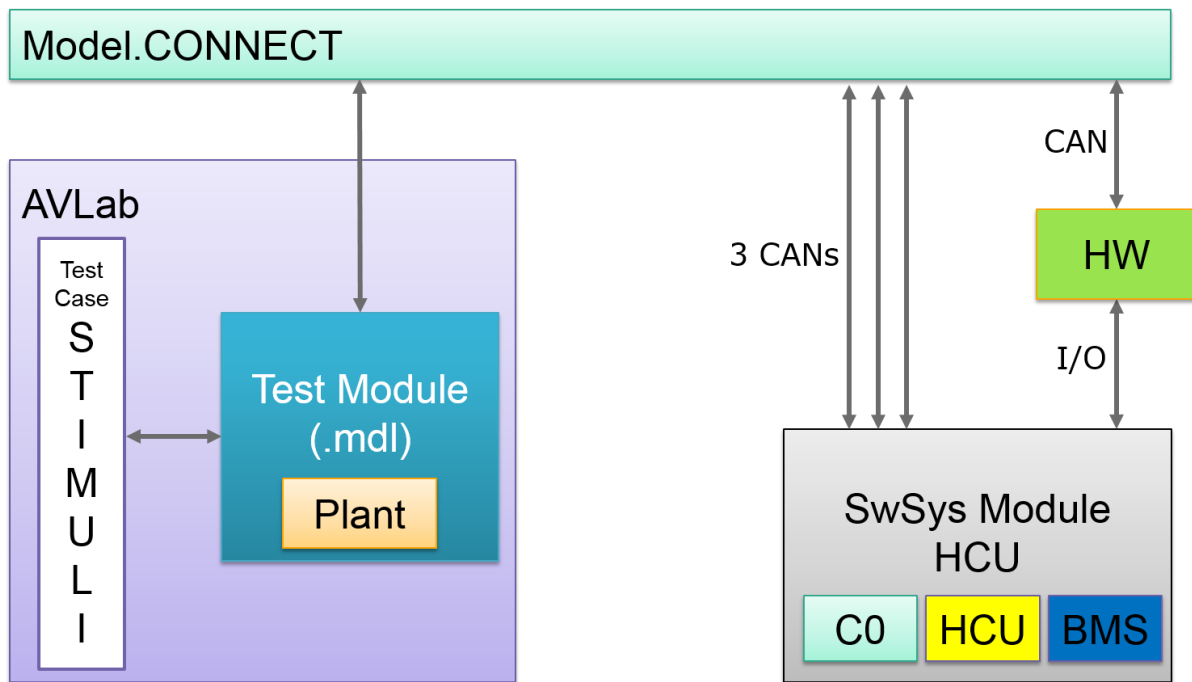 Model.CONNECT
AVLab
Test
Case
S
T
I
M
U
L
I
Test Module
(.mdl)
Plant
3 CANs
CAN
HW
I/O
SwSys Module
HCU
C0
HCU
BMS